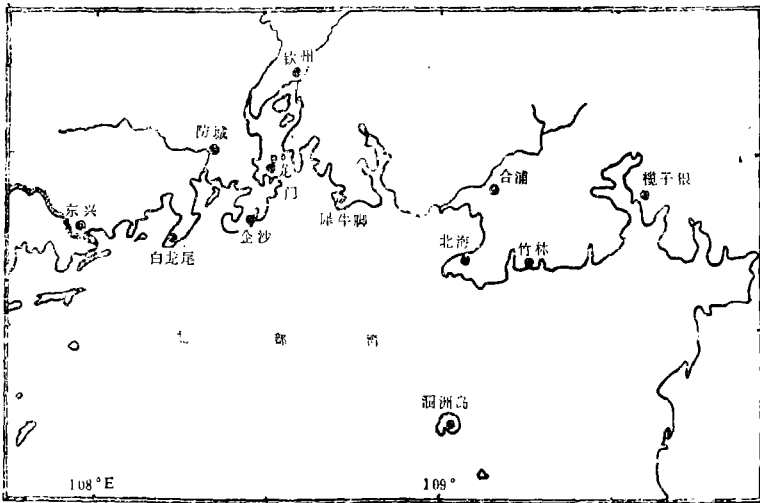 钦州
防城
龙门
合浦
榄子根
东兴
犀牛脚
企沙
白龙尾
北海
竹林
北 部 湾
涠洲岛
108°E
109°